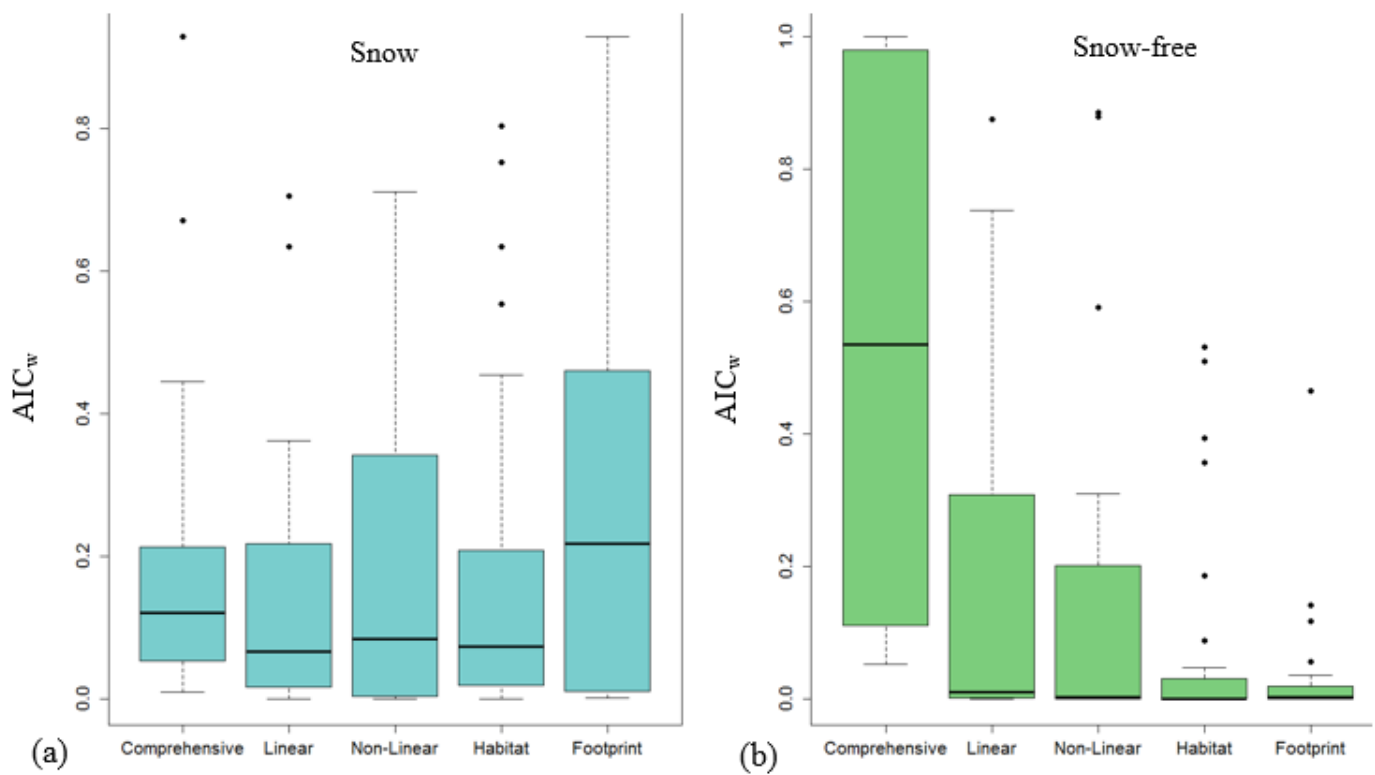 Snow
AICw
0.8
0.6
0.4
0.2
0.0
Comprehensive Linear Non-Linear Habitat Footprint
(a)
Snow-free
AICw
1.0
0.8
0.6
0.4
0.2
0.0
Comprehensive Linear Non-Linear Habitat Footprint
(b)